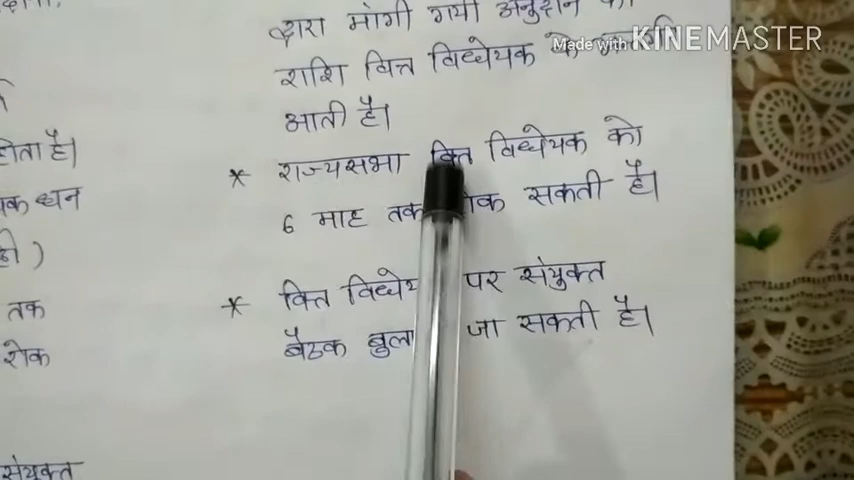 द्वारा मांगी गयी अनुदान की
Made with KINEMASTER
राशि वित्त विध्येयक के
आती है।
* राज्यसभा वित्त विध्येयक को
6 माह तक सकती है।
* वित्त पर संयुक्त
बैठक जा सकती है।
होता है।
धन
तक
रोक
संयुक्त